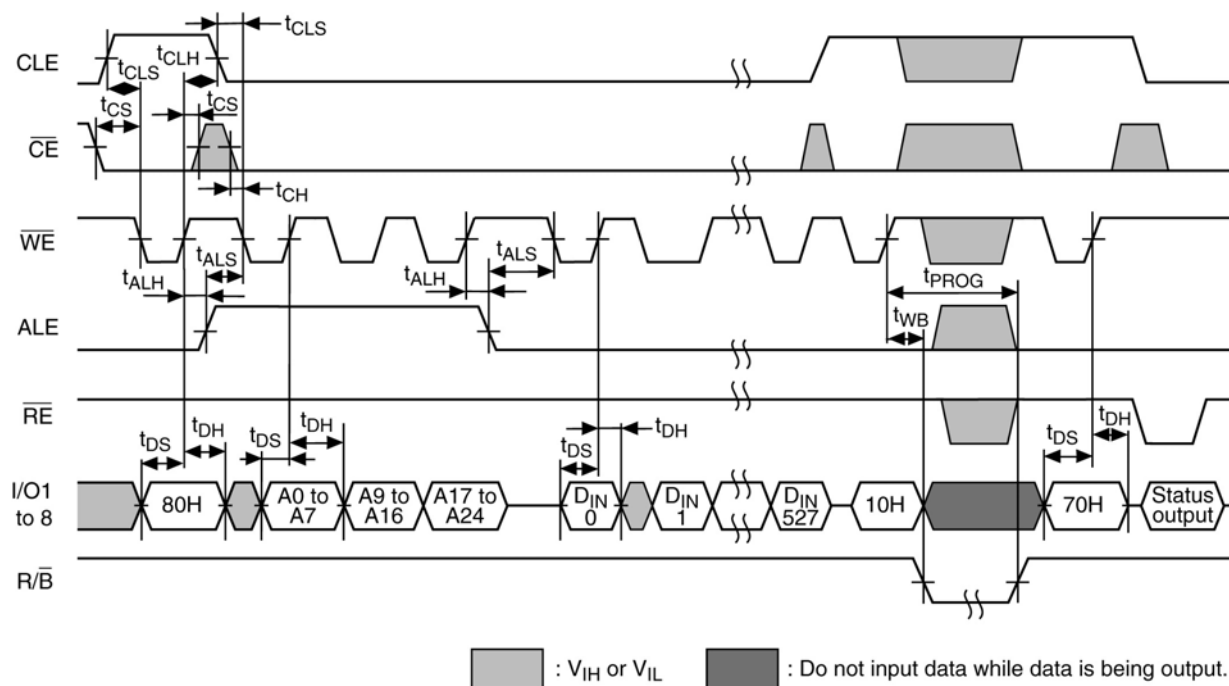 tCLS
CLE
tCLH
tCLS
tCS
tCS
CE
tCH
WE
tALS
tALS
tALH
tALH
tPROG
tWB
ALE
RE
tDS
tDH
tDS
tDH
tDS
tDH
tDS
tDH
I/O1 to 8
80H
A0 to A7
A9 to A16
A17 to A24
DIN 0
DIN 1
DIN 527
10H
70H
Status output
R/B
: VIH or VIL
: Do not input data while data is being output.